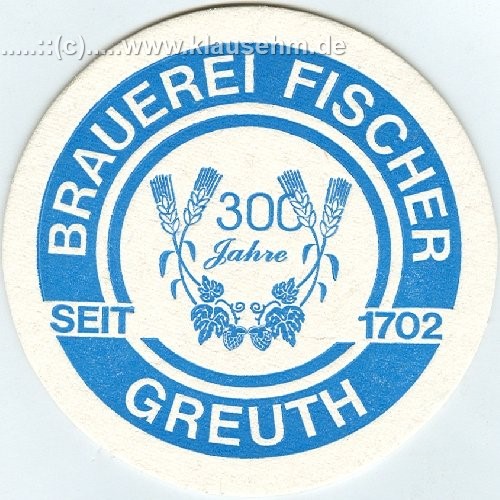 .....::(c)....www.klausehm.de
BRAUEREI FISCHER
300
Jahre
SEIT 1702
GREUTH